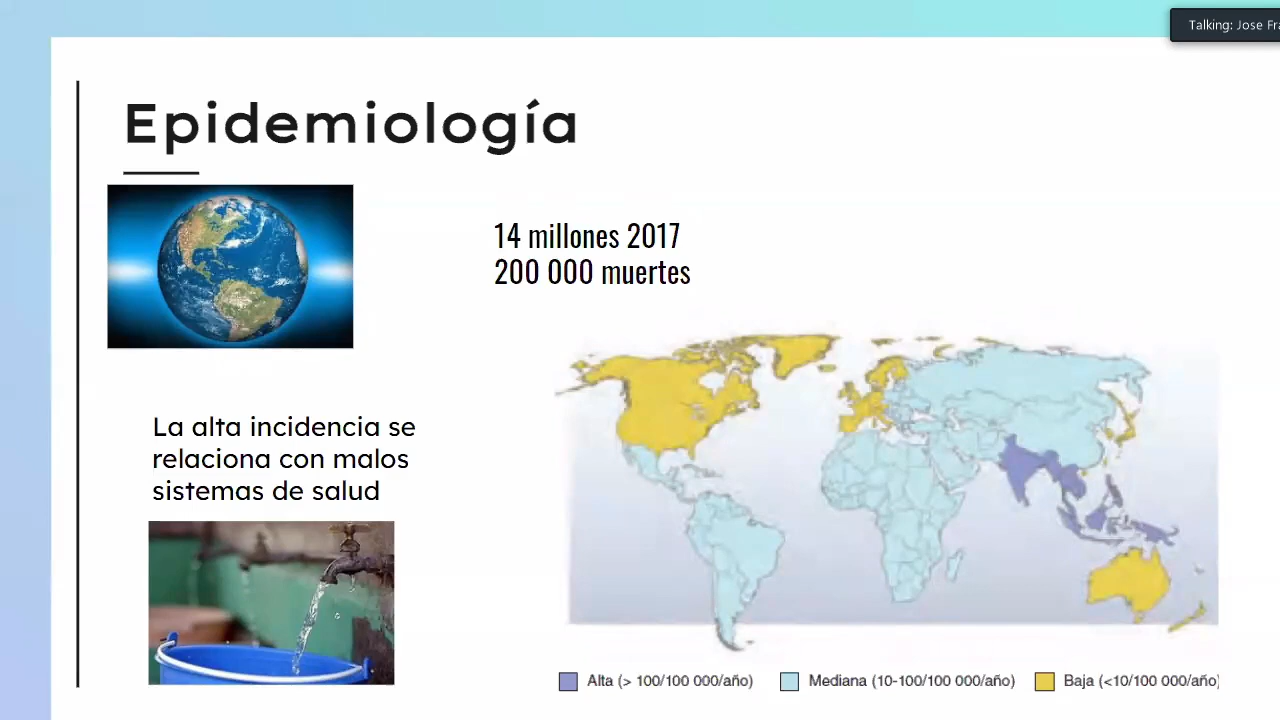 Talking: Jose Fra
Epidemiología
14 millones 2017
200 000 muertes
La alta incidencia se
relaciona con malos
sistemas de salud
Alta (> 100/100 000/año)
Mediana (10-100/100 000/año)
Baja (<10/100 000/año)